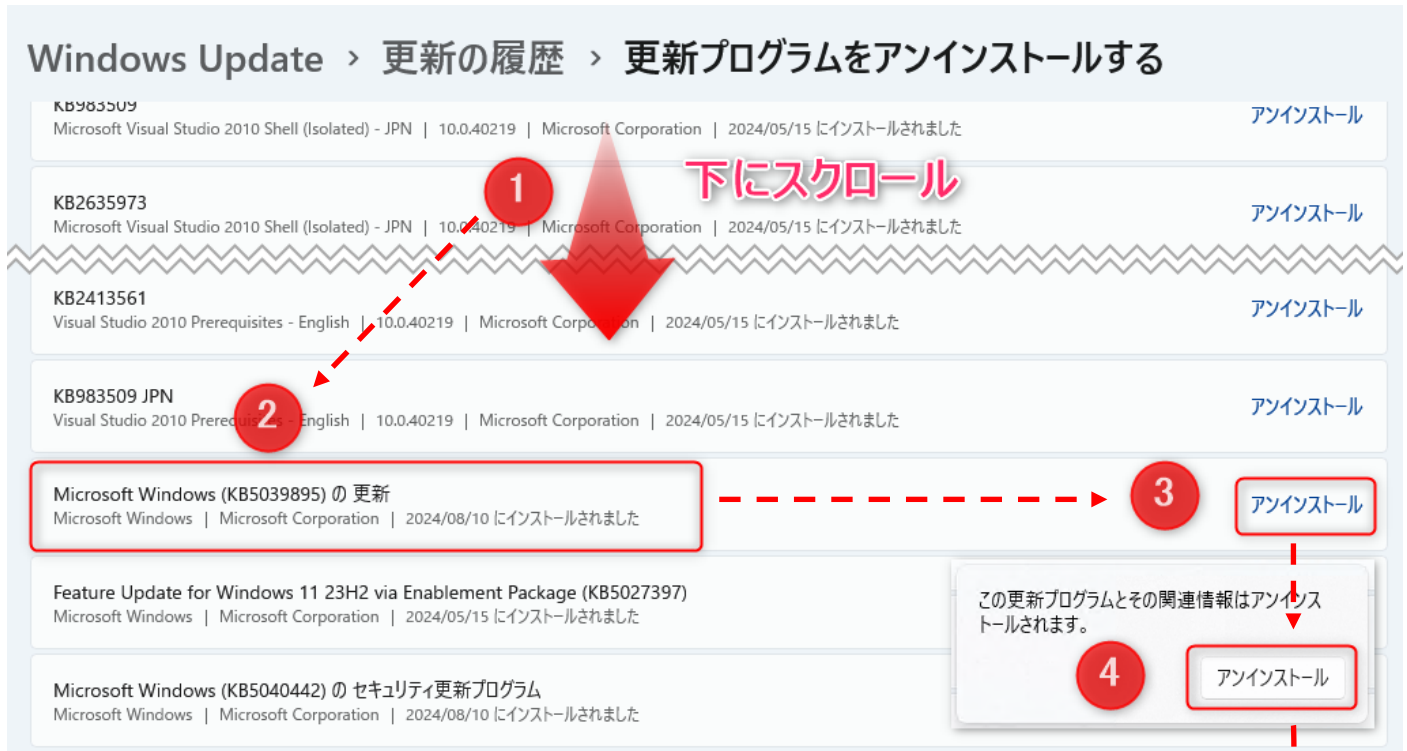 Windows Update > 更新の履歴 > 更新プログラムをアンインストールする
KB983509
Microsoft Visual Studio 2010 Shell (Isolated) - JPN | 10.0.40219 | Microsoft Corporation | 2024/05/15 にインストールされました
アンインストール
下にスクロール
1
KB2635973
Microsoft Visual Studio 2010 Shell (Isolated) - JPN | 10.0.40219 | Microsoft Corporation | 2024/05/15 にインストールされました
アンインストール
KB2413561
Visual Studio 2010 Prerequisites - English | 10.0.40219 | Microsoft Corporation | 2024/05/15 にインストールされました
アンインストール
KB983509 JPN
Visual Studio 2010 Prerequisites - English | 10.0.40219 | Microsoft Corporation | 2024/05/15 にインストールされました
アンインストール
2
Microsoft Windows (KB5039895) の 更新
Microsoft Windows | Microsoft Corporation | 2024/08/10 にインストールされました
3
アンインストール
Feature Update for Windows 11 23H2 via Enablement Package (KB5027397)
Microsoft Windows | Microsoft Corporation | 2024/05/15 にインストールされました
この更新プログラムとその関連情報はアンインス
トールされます。
4
アンインストール
Microsoft Windows (KB5040442) の セキュリティ更新プログラム
Microsoft Windows | Microsoft Corporation | 2024/08/10 にインストールされました